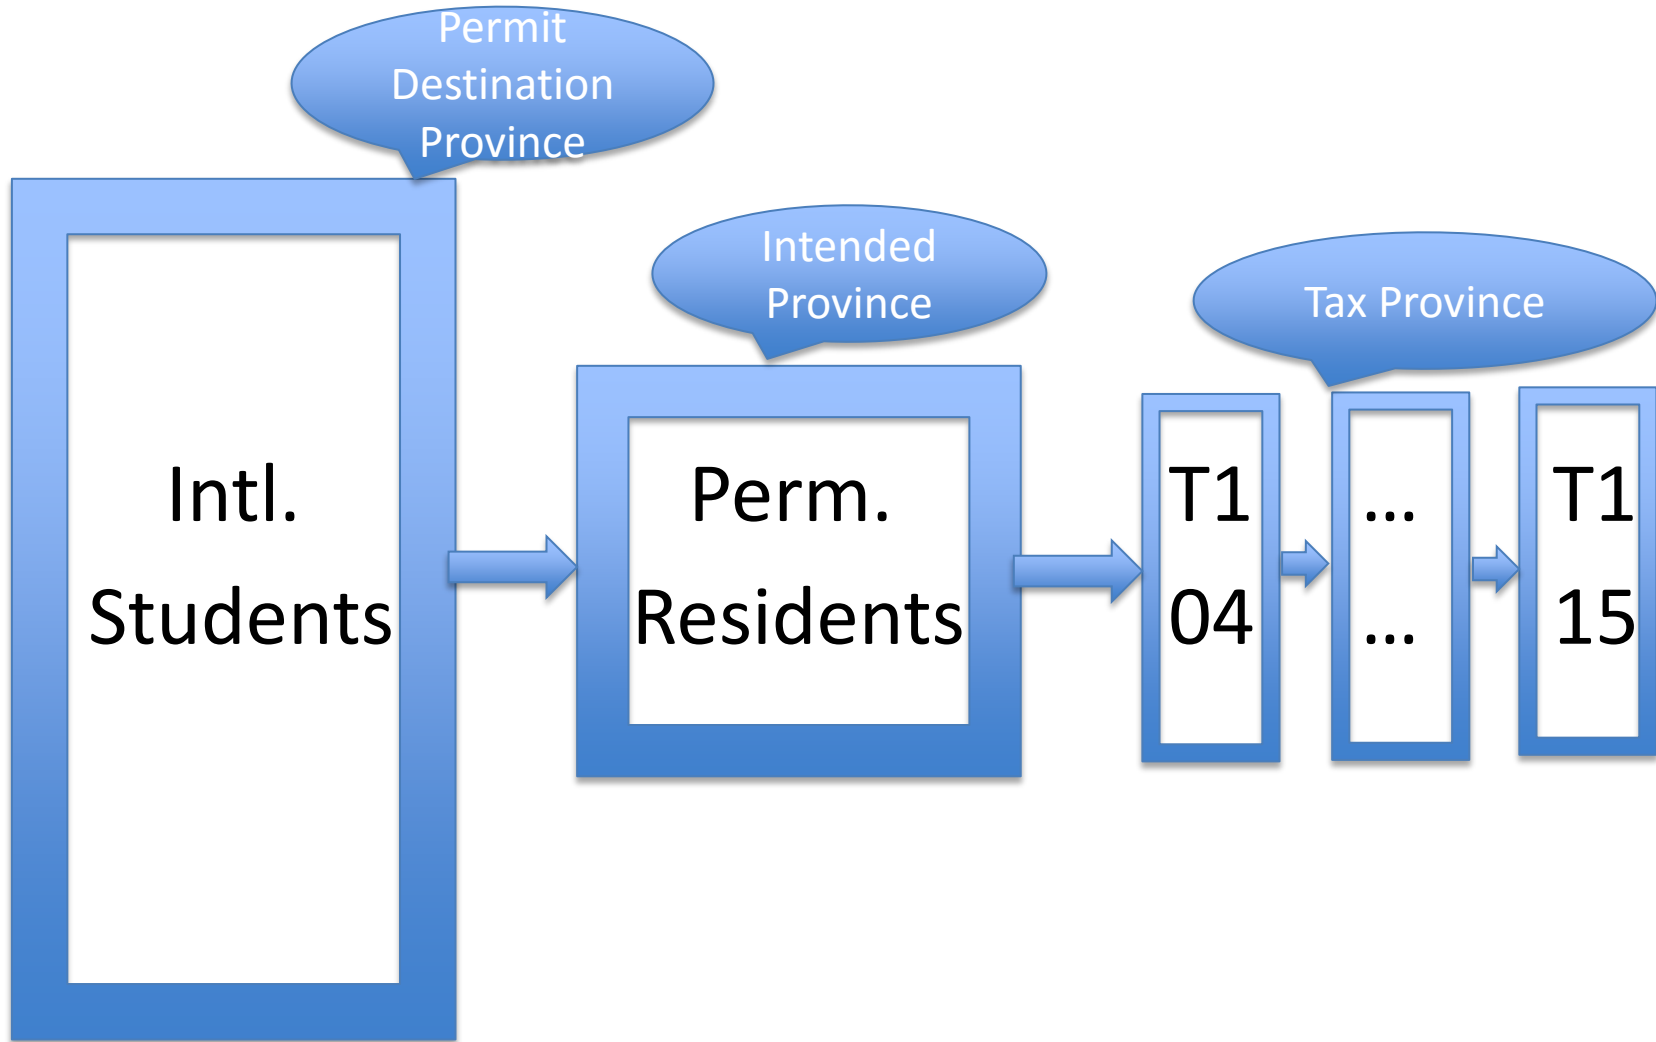 Permit
Destination
Province
Intended
Province
Tax Province
Intl.
Students
Perm.
Residents
T1
04
...
...
T1
15